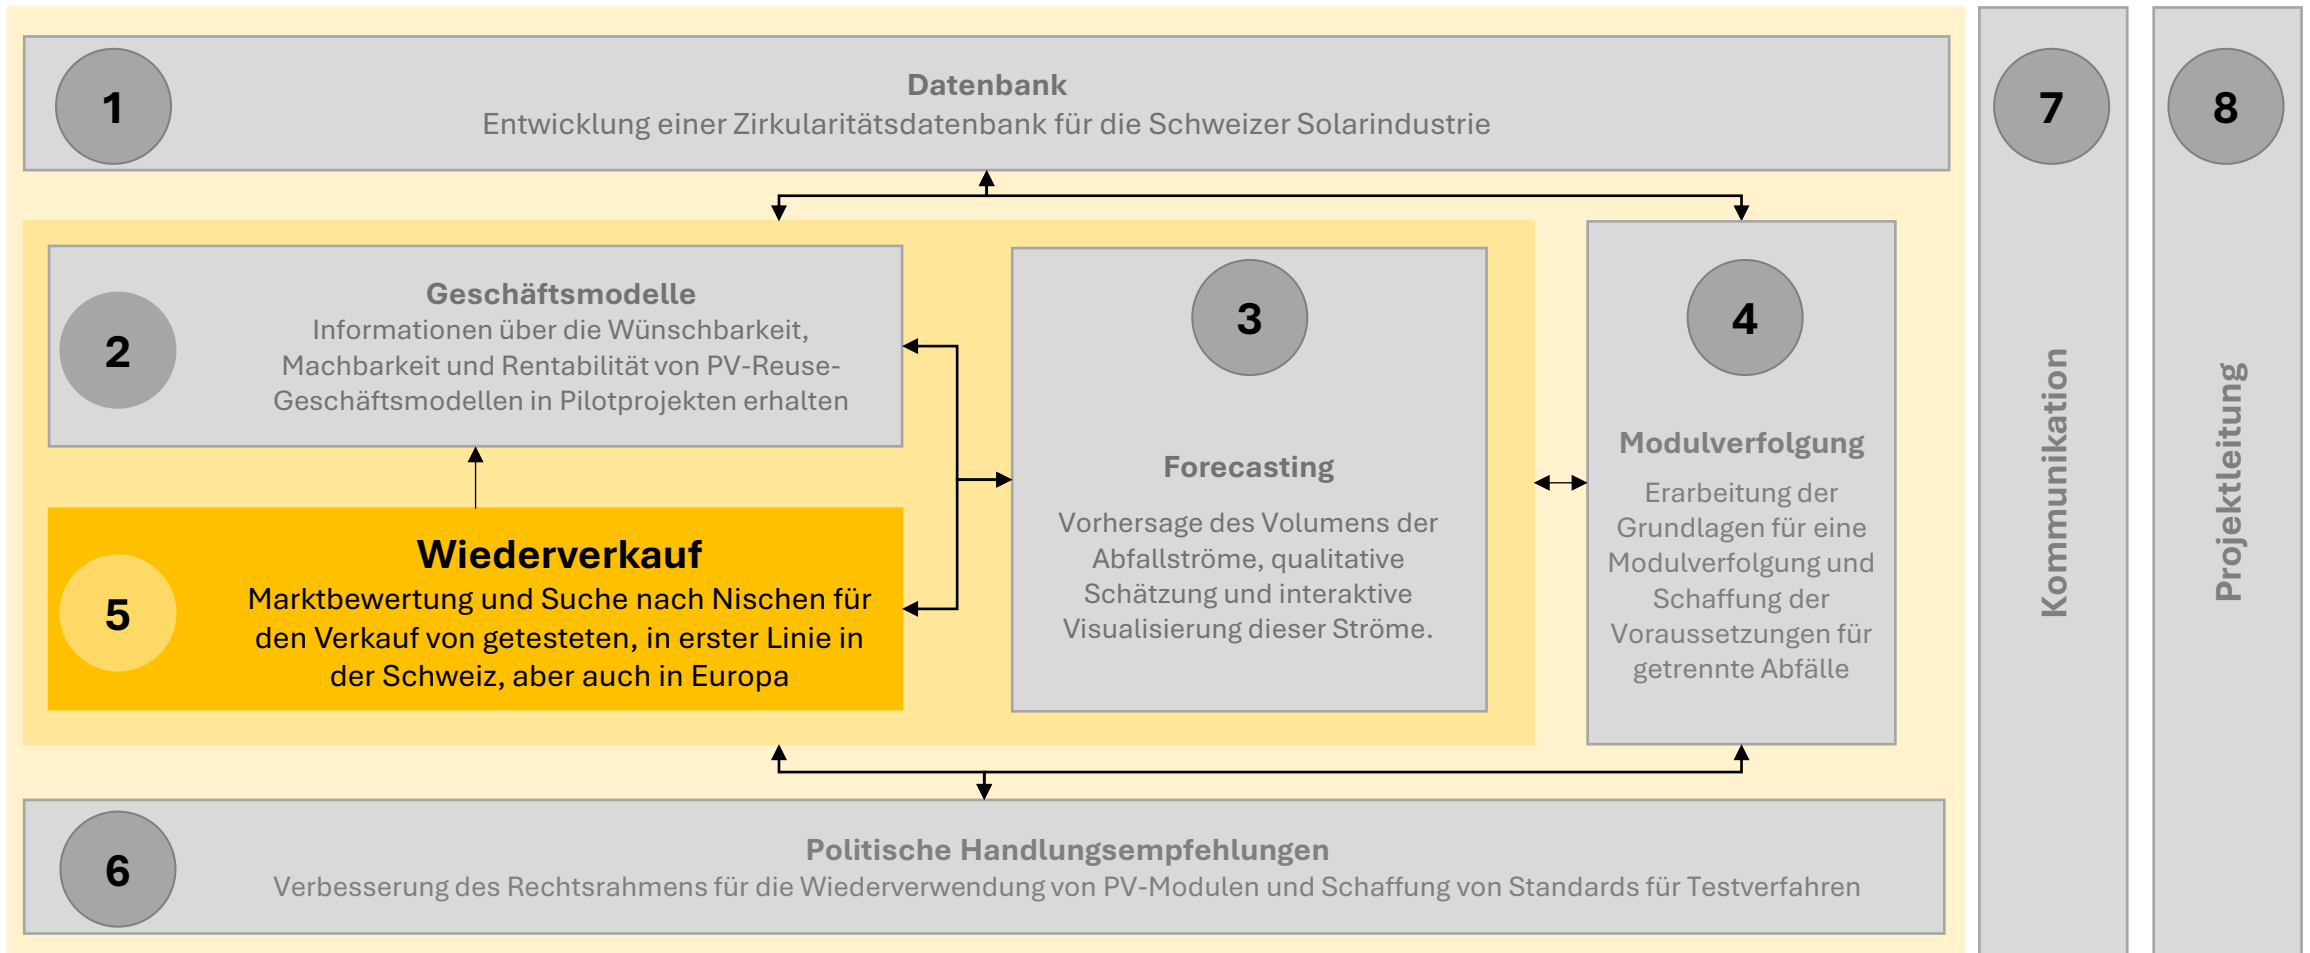 1
Datenbank
Entwicklung einer Zirkularitätsdatenbank für die Schweizer Solarindustrie
2
Geschäftsmodelle
Informationen über die Wünschbarkeit,
Machbarkeit und Rentabilität von PV-Reuse-
Geschäftsmodellen in Pilotprojekten erhalten
5
Wiederverkauf
Marktbewertung und Suche nach Nischen für
den Verkauf von getesteten, in erster Linie in
der Schweiz, aber auch in Europa
3
Forecasting
Vorhersage des Volumens der
Abfallströme, qualitative
Schätzung und interaktive
Visualisierung dieser Ströme.
4
Modulverfolgung
Erarbeitung der
Grundlagen für eine
Modulverfolgung und
Schaffung der
Voraussetzungen für
getrennte Abfälle
6
Politische Handlungsempfehlungen
Verbesserung des Rechtsrahmens für die Wiederverwendung von PV-Modulen und Schaffung von Standards für Testverfahren
7
Kommunikation
8
Projektleitung